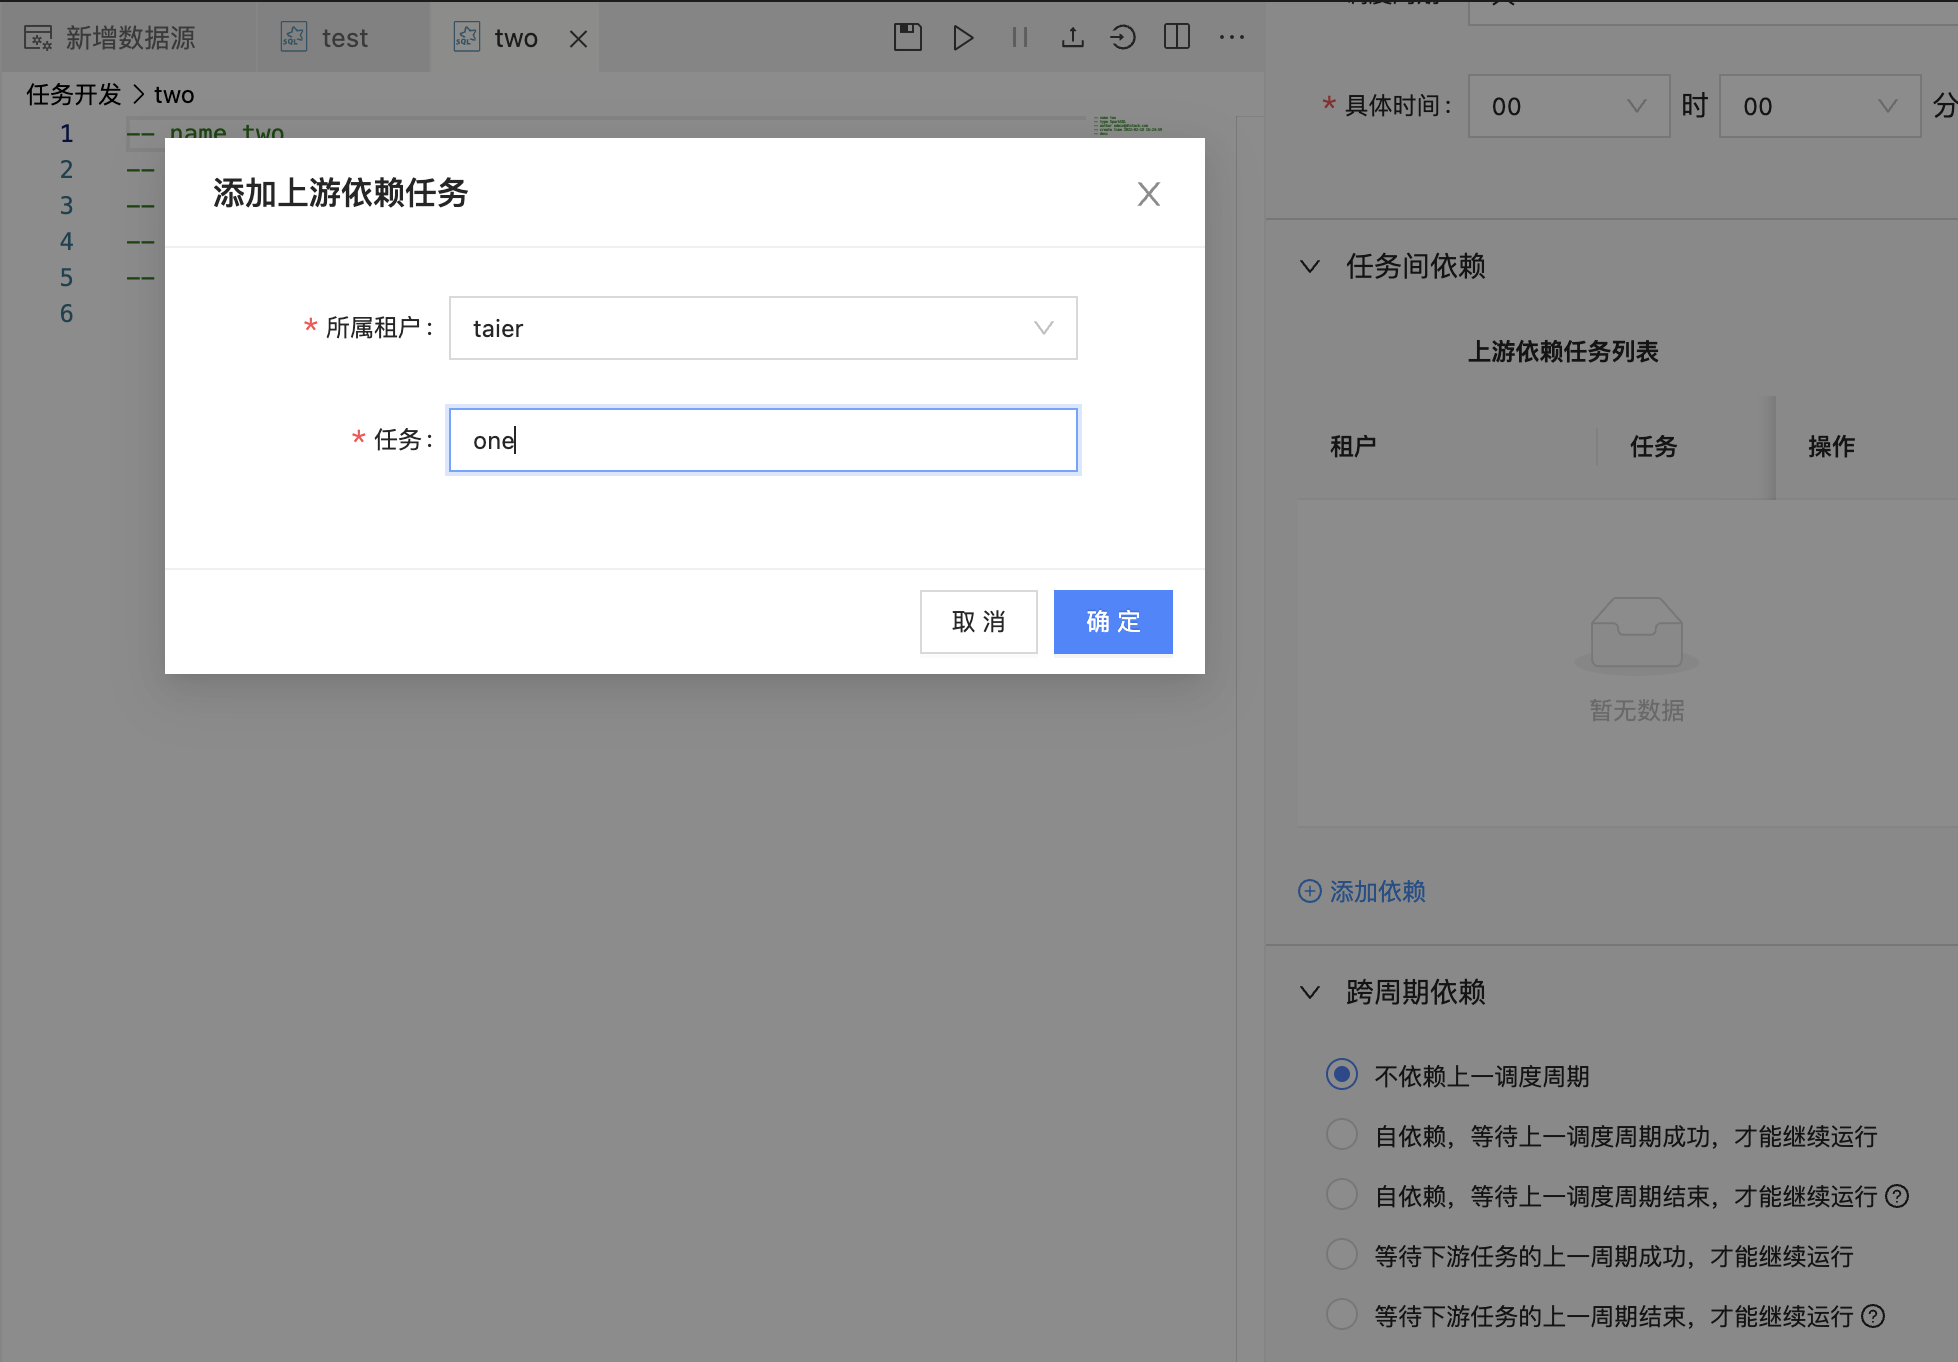 新增数据源
test
two
任务开发 > two
1 -- name two
2 --
3 --
4 --
5 --
6
添加上游依赖任务
* 所属租户:
taier
* 任务:
one
取 消
确 定
* 具体时间:
00
时
00
分
任务间依赖
上游依赖任务列表
租户
任务
操作
暂无数据
添加依赖
跨周期依赖
不依赖上一调度周期
自依赖，等待上一调度周期成功，才能继续运行
自依赖，等待上一调度周期结束，才能继续运行
等待下游任务的上一周期成功，才能继续运行
等待下游任务的上一周期结束，才能继续运行